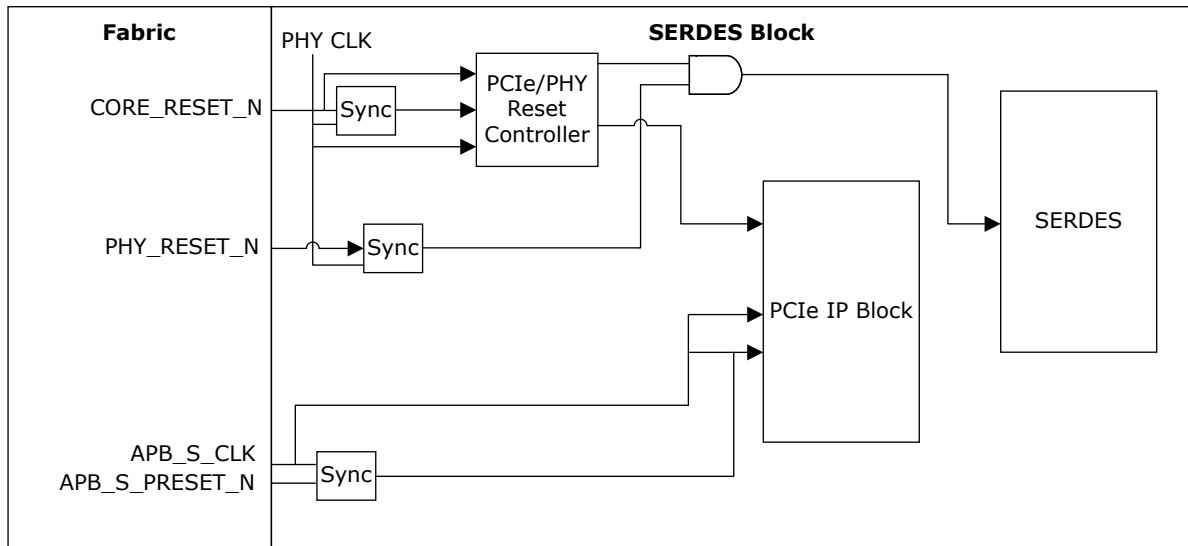 Fabric
SERDES Block
PHY CLK
CORE_RESET_N
Sync
PCIe/PHY
Reset
Controller
PHY_RESET_N
Sync
SERDES
PCIe IP Block
APB_S_CLK
APB_S_PRESET_N
Sync